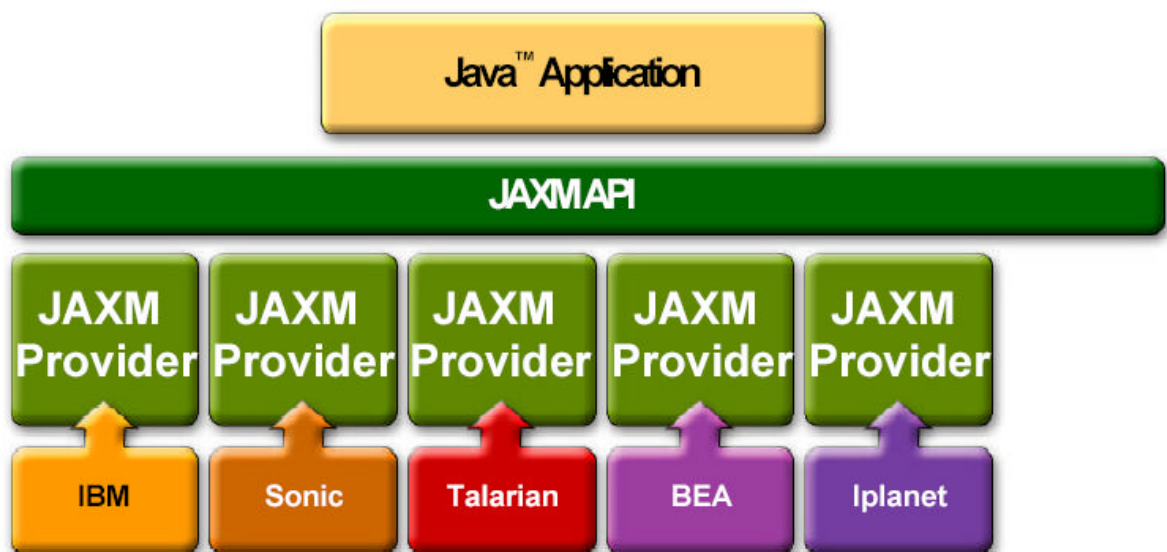 Java™ Application
JAXM API
JAXM
Provider
JAXM
Provider
JAXM
Provider
JAXM
Provider
JAXM
Provider
IBM
Sonic
Talarian
BEA
Iplanet